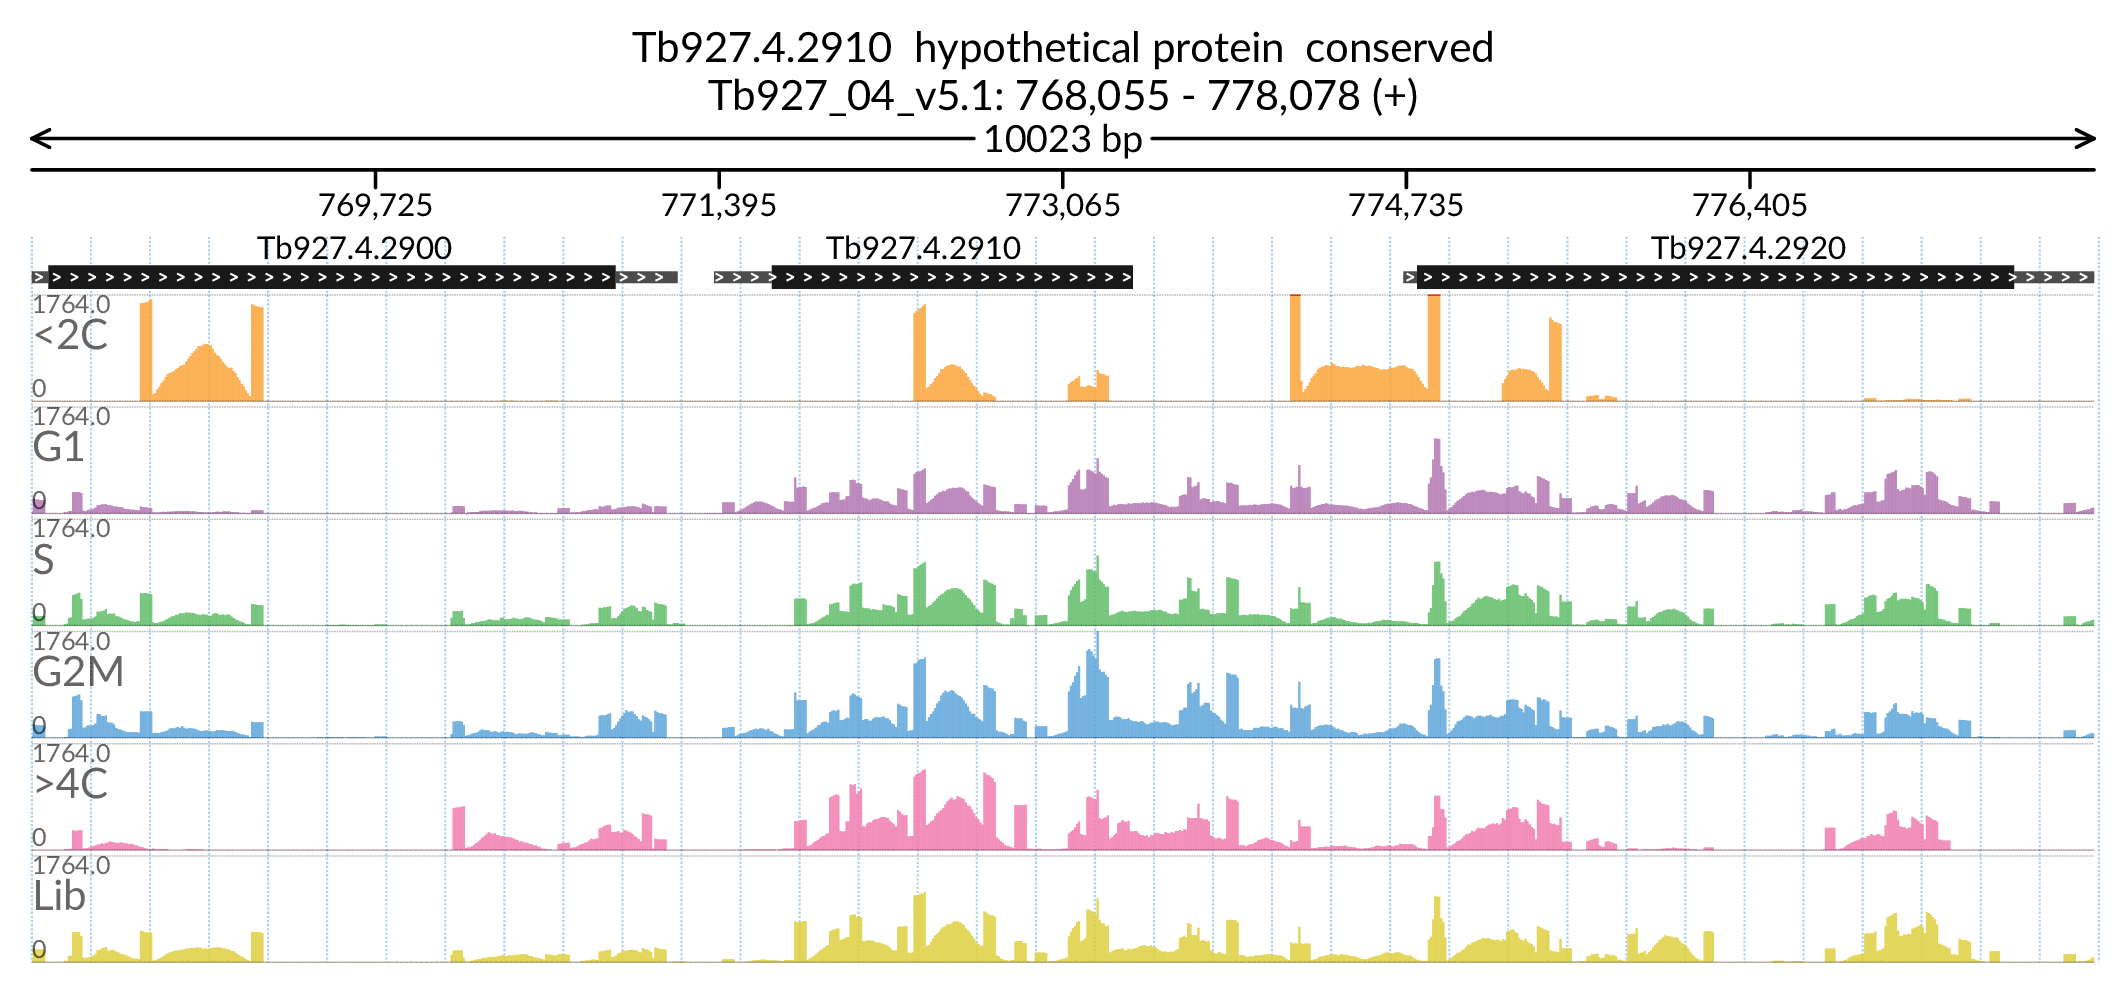 Tb927.4.2910 hypothetical protein conserved
Tb927_04_v5.1: 768,055 - 778,078 (+)
10023 bp
769,725 771,395 773,065 774,735 776,405
Tb927.4.2900 Tb927.4.2910 Tb927.4.2920
1764.0
<2C
0
1764.0
G1
0
1764.0
S
0
1764.0
G2M
0
1764.0
>4C
0
1764.0
Lib
0